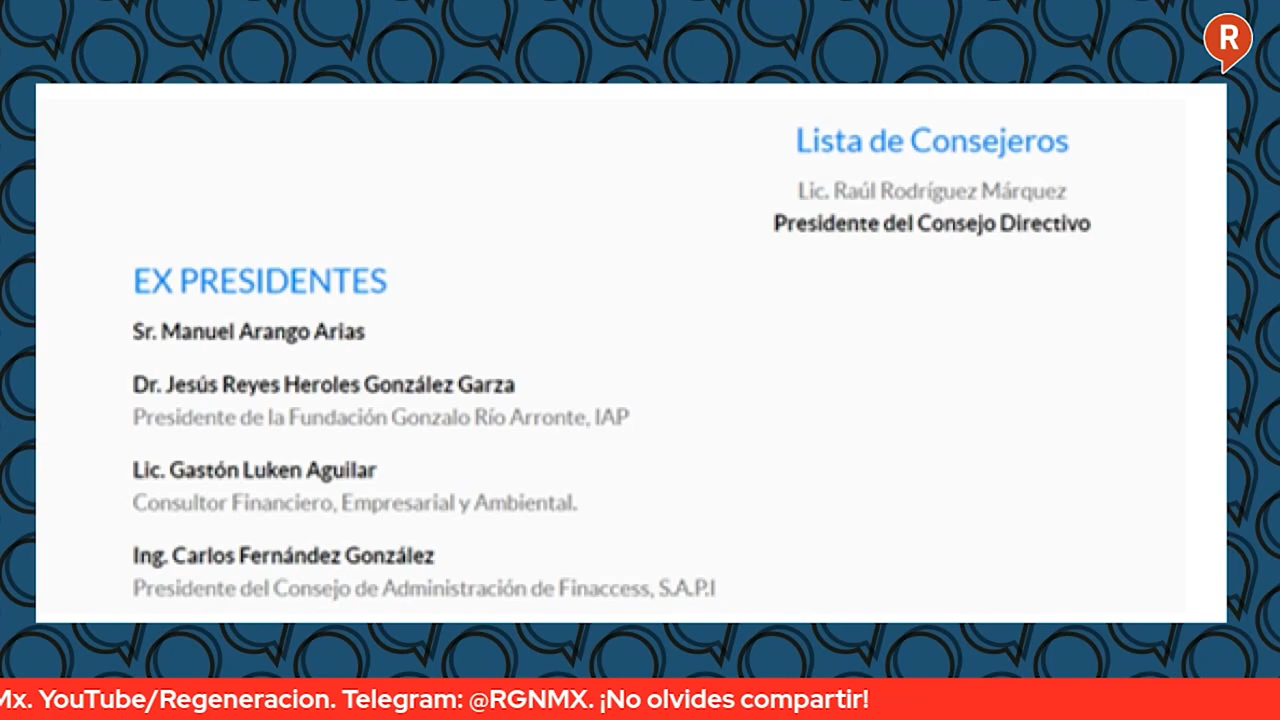 R
Lista de Consejeros
Lic. Raúl Rodríguez Márquez
Presidente del Consejo Directivo
EX PRESIDENTES
Sr. Manuel Arango Arias
Dr. Jesús Reyes Heroles González Garza
Presidente de la Fundación Gonzalo Río Arronte, IAP
Lic. Gastón Luken Aguilar
Consultor Financiero, Empresarial y Ambiental.
Ing. Carlos Fernández González
Presidente del Consejo de Administración de Finaccess, S.A.P.I
Mx. YouTube/Regeneracion. Telegram: @RGNMX. ¡No olvides compartir!